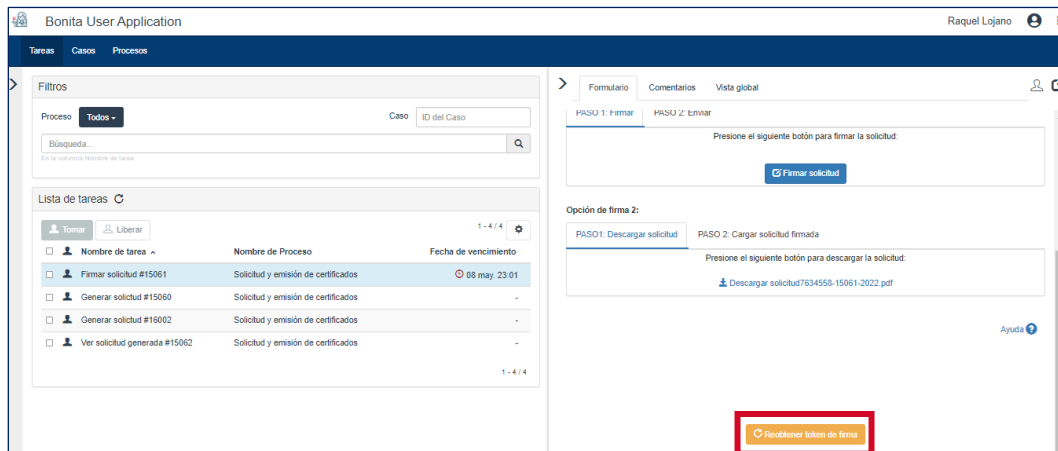 Bonita User Application
Raquel Lojano
Tareas Casos Procesos
Filtros
Proceso Todos Caso ID del Caso
Búsqueda...
En la columna Nombre de tarea
Lista de tareas
Tomar Liberar 1 - 4 / 4
Nombre de tarea Nombre de Proceso Fecha de vencimiento
Firmar solicitud #15061 Solicitud y emisión de certificados 08 may. 23:01
Generar solictud #15060 Solicitud y emisión de certificados -
Generar solictud #16002 Solicitud y emisión de certificados -
Ver solicitud generada #15062 Solicitud y emisión de certificados -
1 - 4 / 4
Formulario Comentarios Vista global
PASO 1: Firmar PASO 2: Enviar
Presione el siguiente botón para firmar la solicitud:
Firmar solicitud
Opción de firma 2:
PASO1: Descargar solicitud PASO 2: Cargar solicitud firmada
Presione el siguiente botón para descargar la solicitud:
Descargar solicitud7634558-15061-2022.pdf
Ayuda
Reobtener token de firma